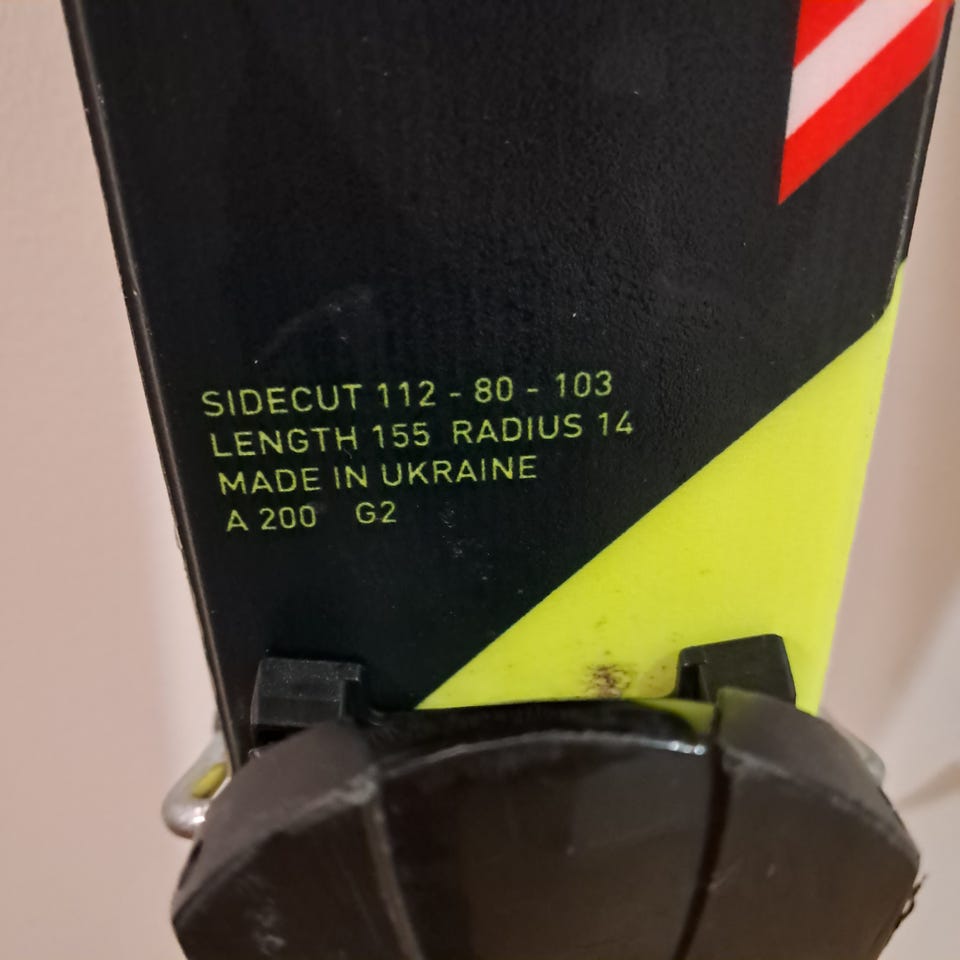 SIDECUT 112 - 80 - 103
LENGTH 155 RADIUS 14
MADE IN UKRAINE
A 200 G2